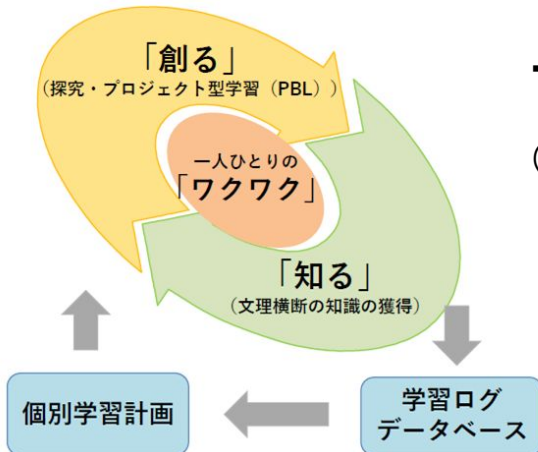 「創る」
（探究・プロジェクト型学習（PBL））
一人ひとりの
「ワクワク」
「知る」
（文理横断の知識の獲得）
個別学習計画
学習ログ
データベース